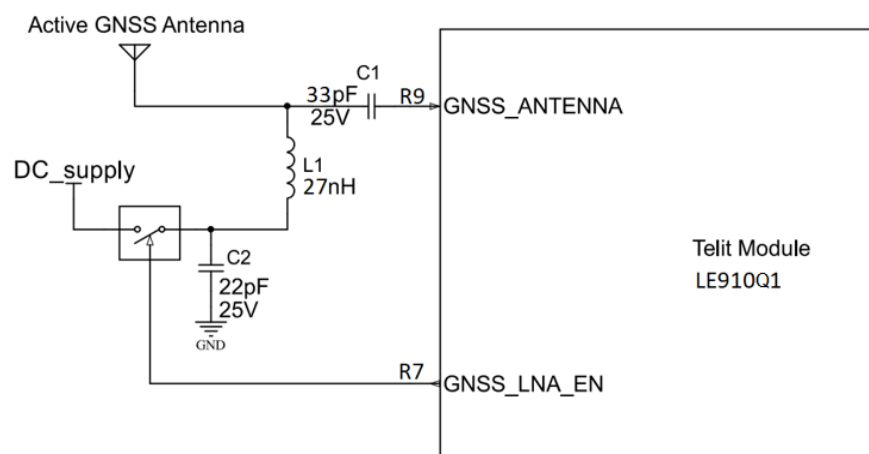 Active GNSS Antenna
C1
33pF
25V
R9
GNSS_ANTENNA
L1
27nH
DC_supply
C2
22pF
25V
GND
Telit Module
LE910Q1
R7
GNSS_LNA_EN